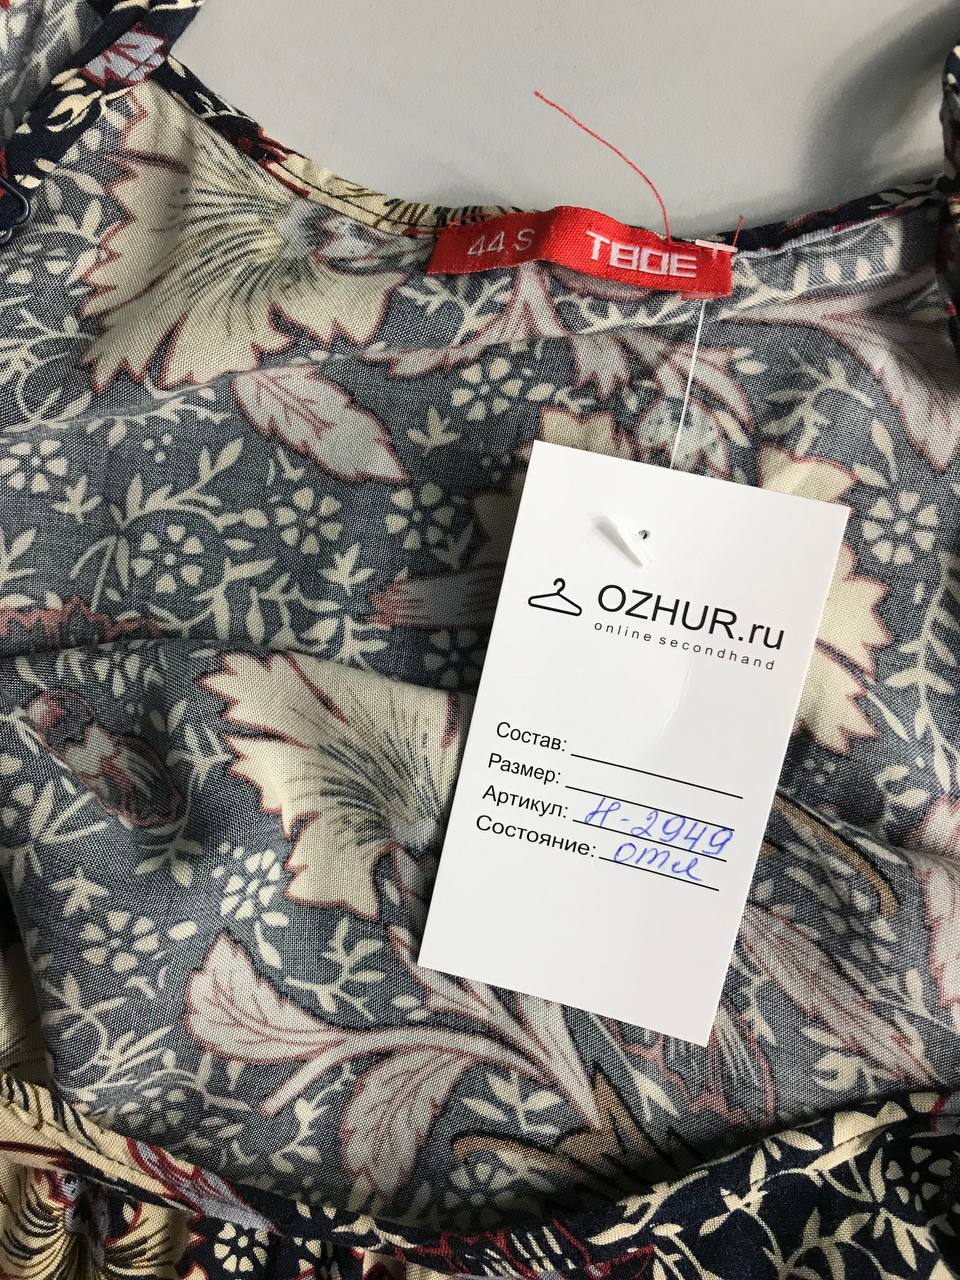 44 S ТВОЕ
OZHUR.ru
online secondhand
Состав:
Размер:
Артикул: Н-2949
Состояние: отл